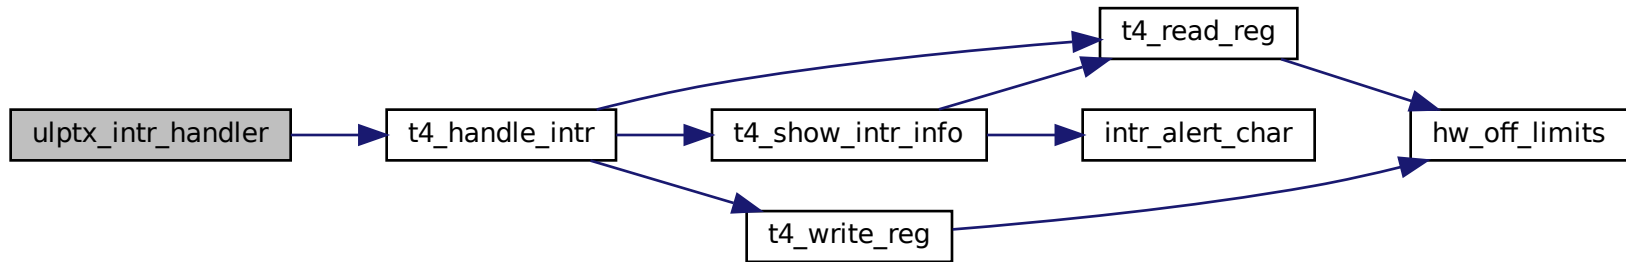 ulptx_intr_handler
t4_handle_intr
t4_read_reg
t4_show_intr_info
t4_write_reg
intr_alert_char
hw_off_limits